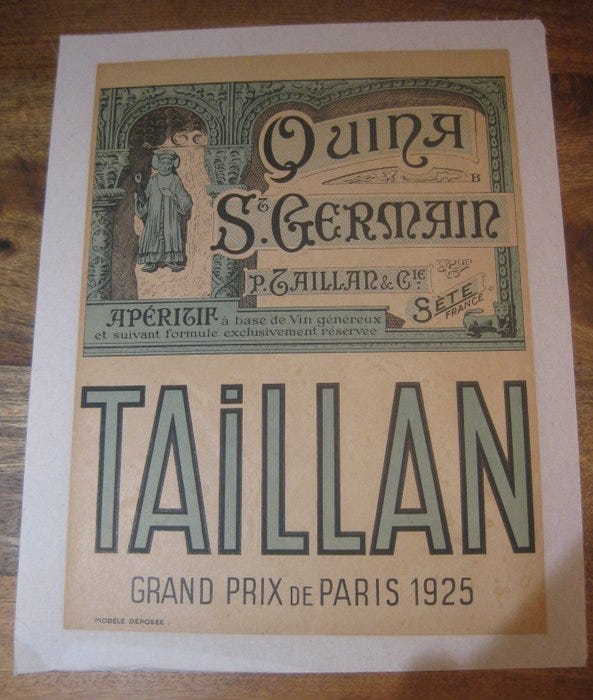 Quina
B
St. Germain
P. Taillan & Cie.
Sète
France
APÉRITIF à base de Vin généreux
et suivant formule exclusivement réservée
TAiLLAN
GRAND PRIX DE PARIS 1925
MODÈLE DÉPOSÉE